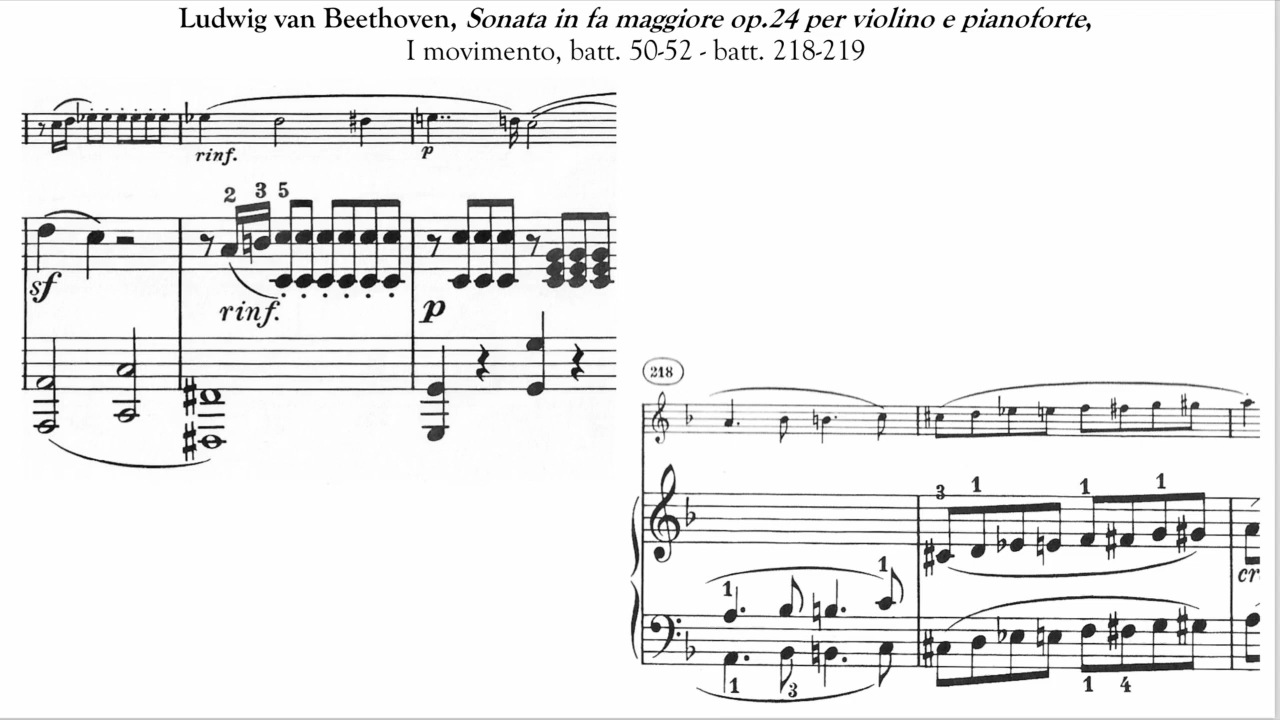 Ludwig van Beethoven, Sonata in fa maggiore op.24 per violino e pianoforte,
I movimento, batt. 50-52 - batt. 218-219
rinf.
p
2 3 5
sf
rinf.
p
218
3 1 1 1
cr
1 1
1 3 1 4